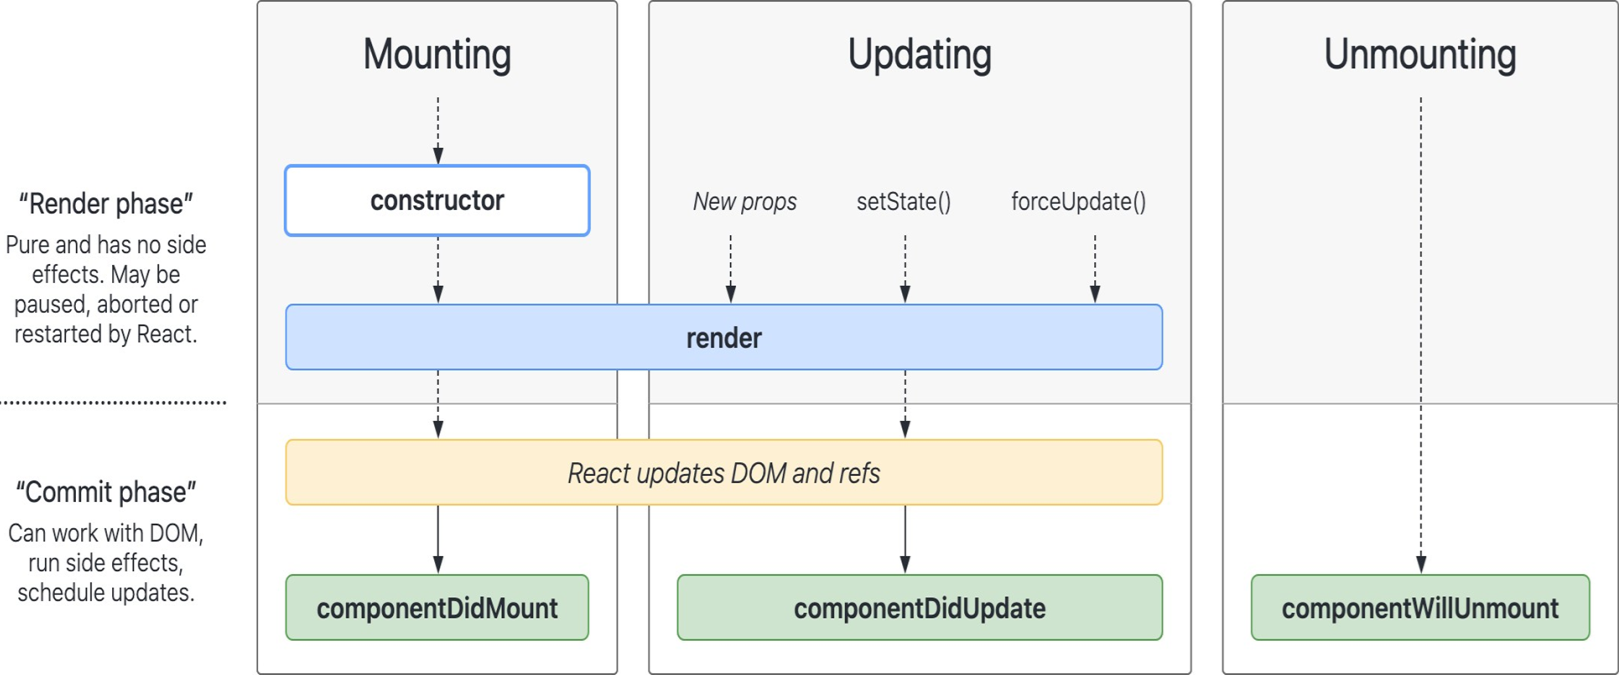 Mounting
Updating
Unmounting
“Render phase”
Pure and has no side
effects. May be
paused, aborted or
restarted by React.
constructor
New props
setState()
forceUpdate()
render
“Commit phase”
Can work with DOM,
run side effects,
schedule updates.
React updates DOM and refs
componentDidMount
componentDidUpdate
componentWillUnmount